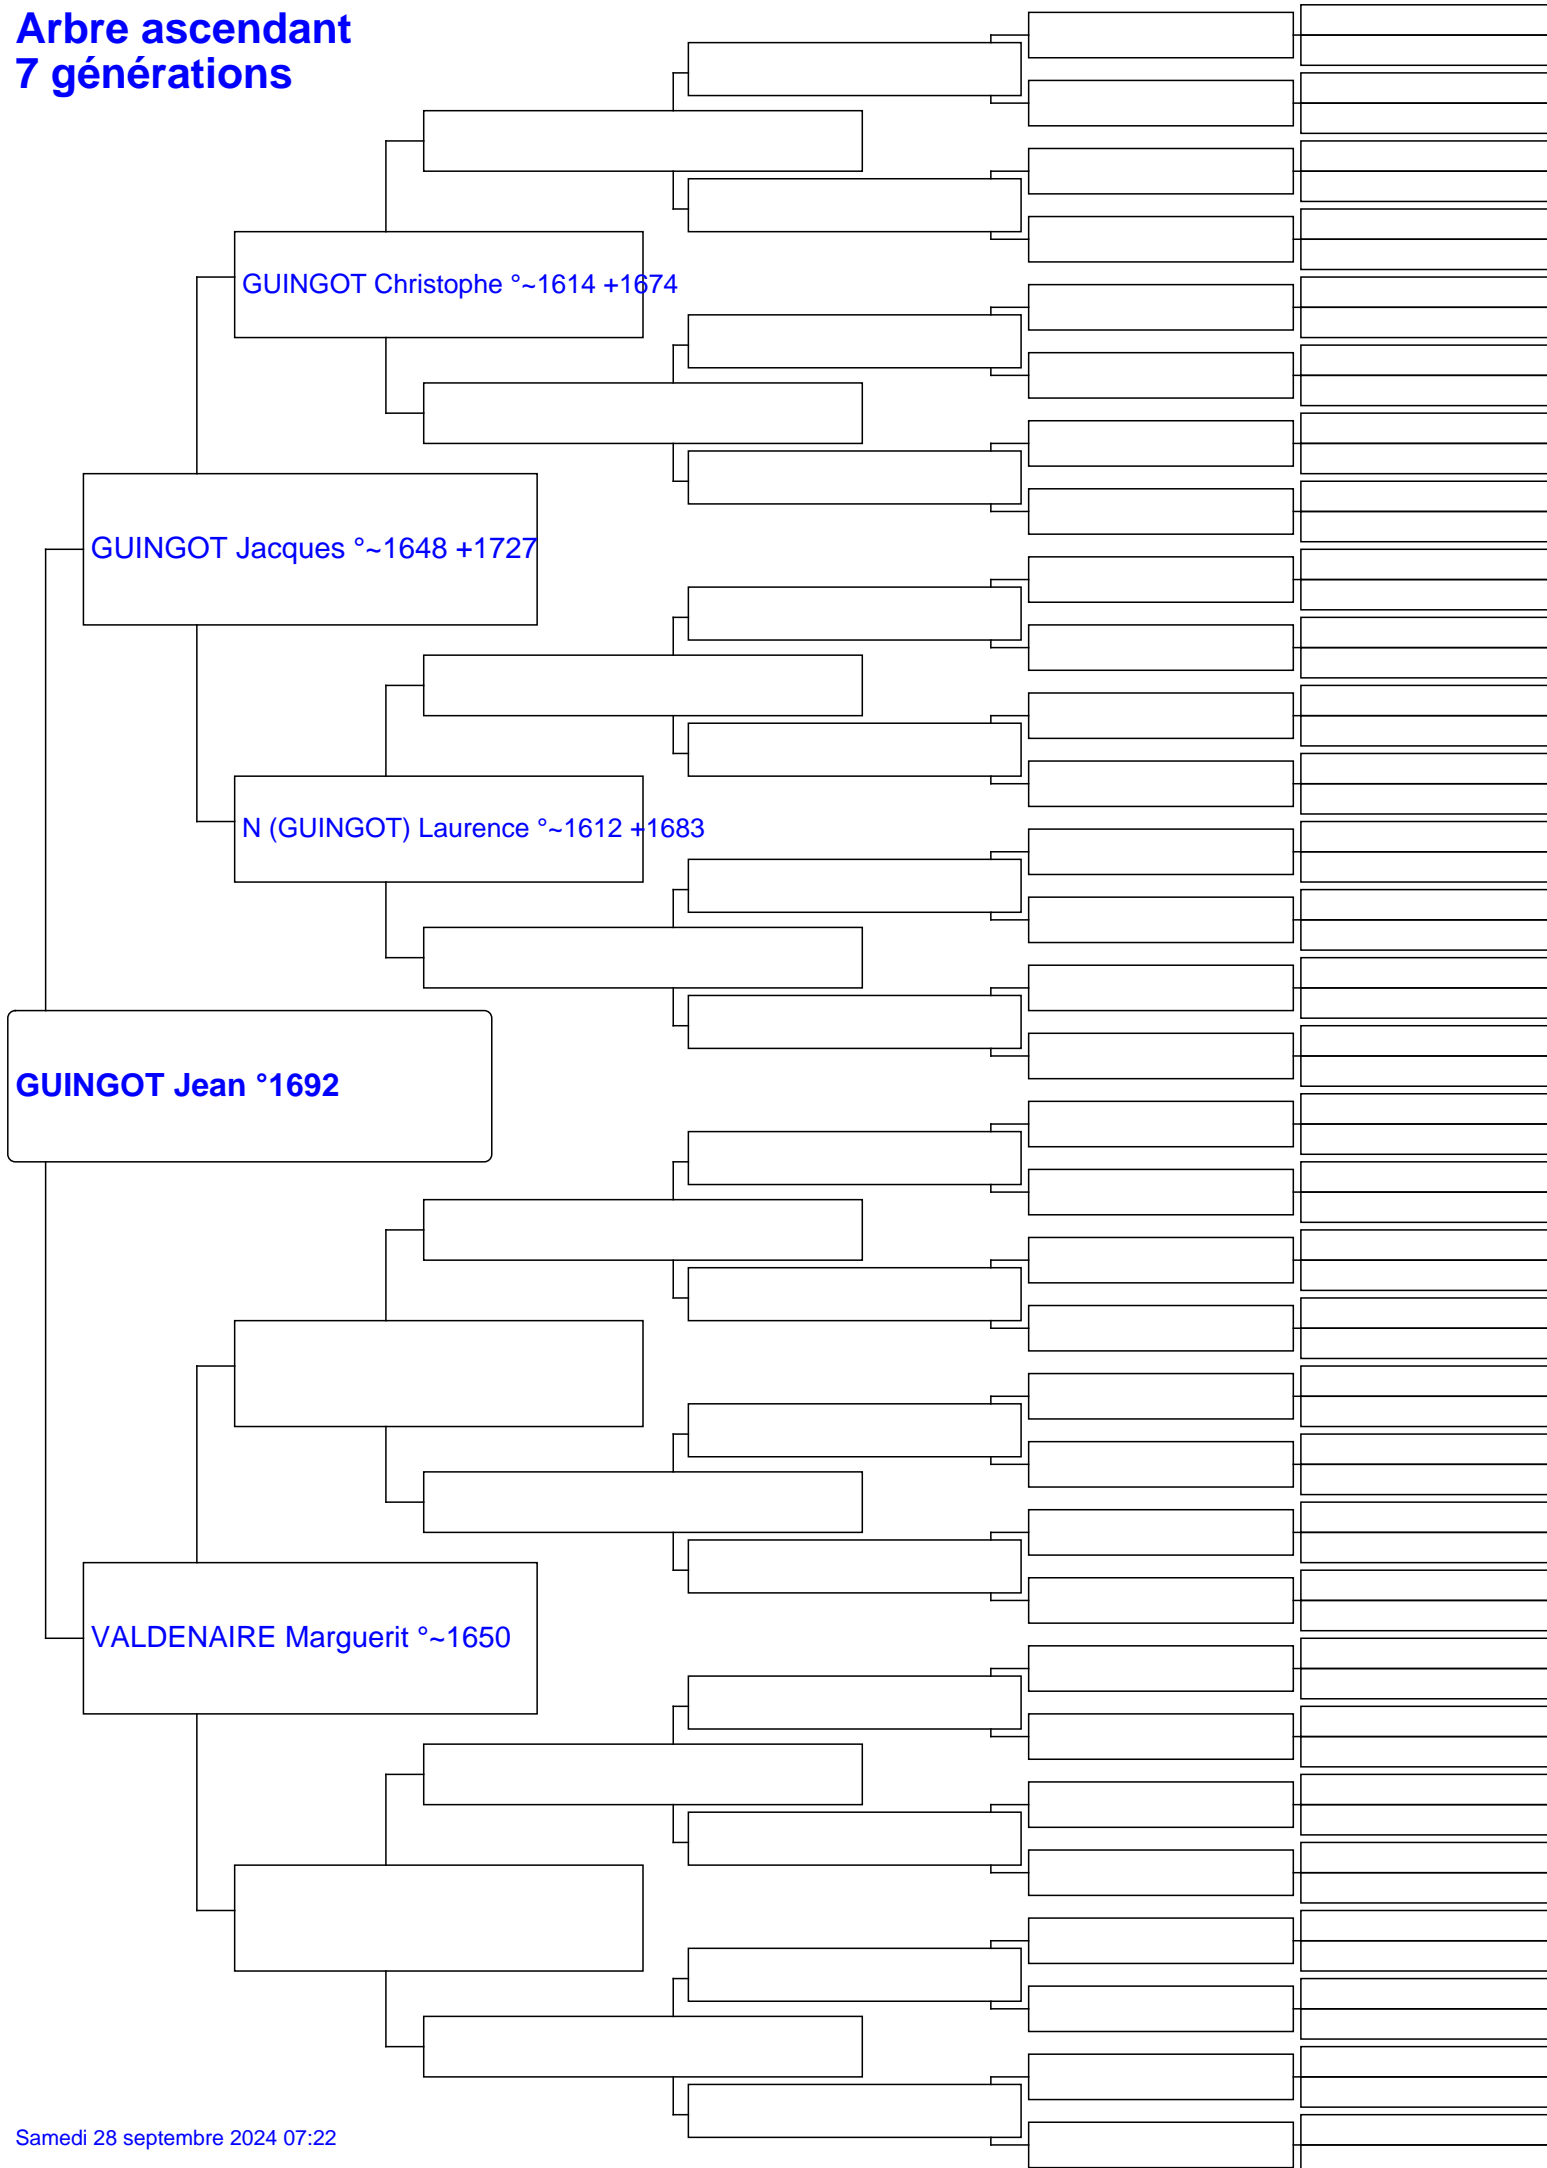 Arbre ascendant
7 générations
GUINGOT Christophe °~1614 +1674
GUINGOT Jacques °~1648 +1727
N (GUINGOT) Laurence °~1612 +1683
GUINGOT Jean °1692
VALDENAIRE Marguerit °~1650
Samedi 28 septembre 2024 07:22